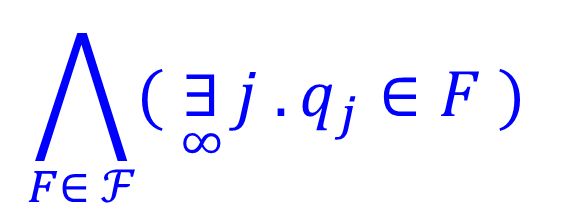 ⋀_{F∈ℱ} ( ∃_∞ j . q_j ∈ F )